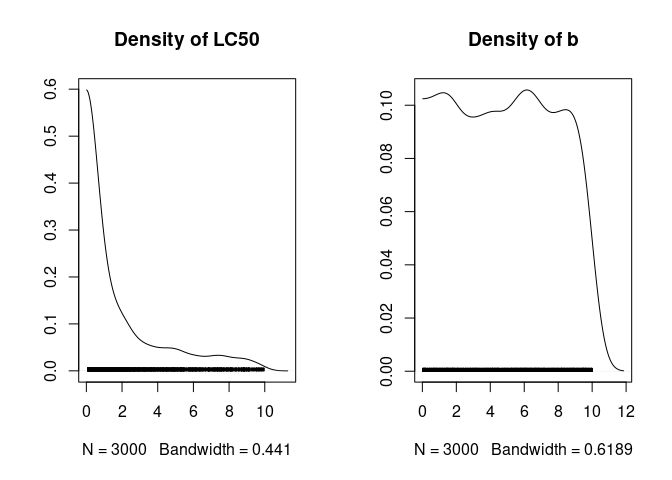 Density of LC50
0.6
0.5
0.4
0.3
0.2
0.1
0.0
0 2 4 6 8 10
N = 3000 Bandwidth = 0.441
Density of b
0.10
0.08
0.06
0.04
0.02
0.00
0 2 4 6 8 10 12
N = 3000 Bandwidth = 0.6189